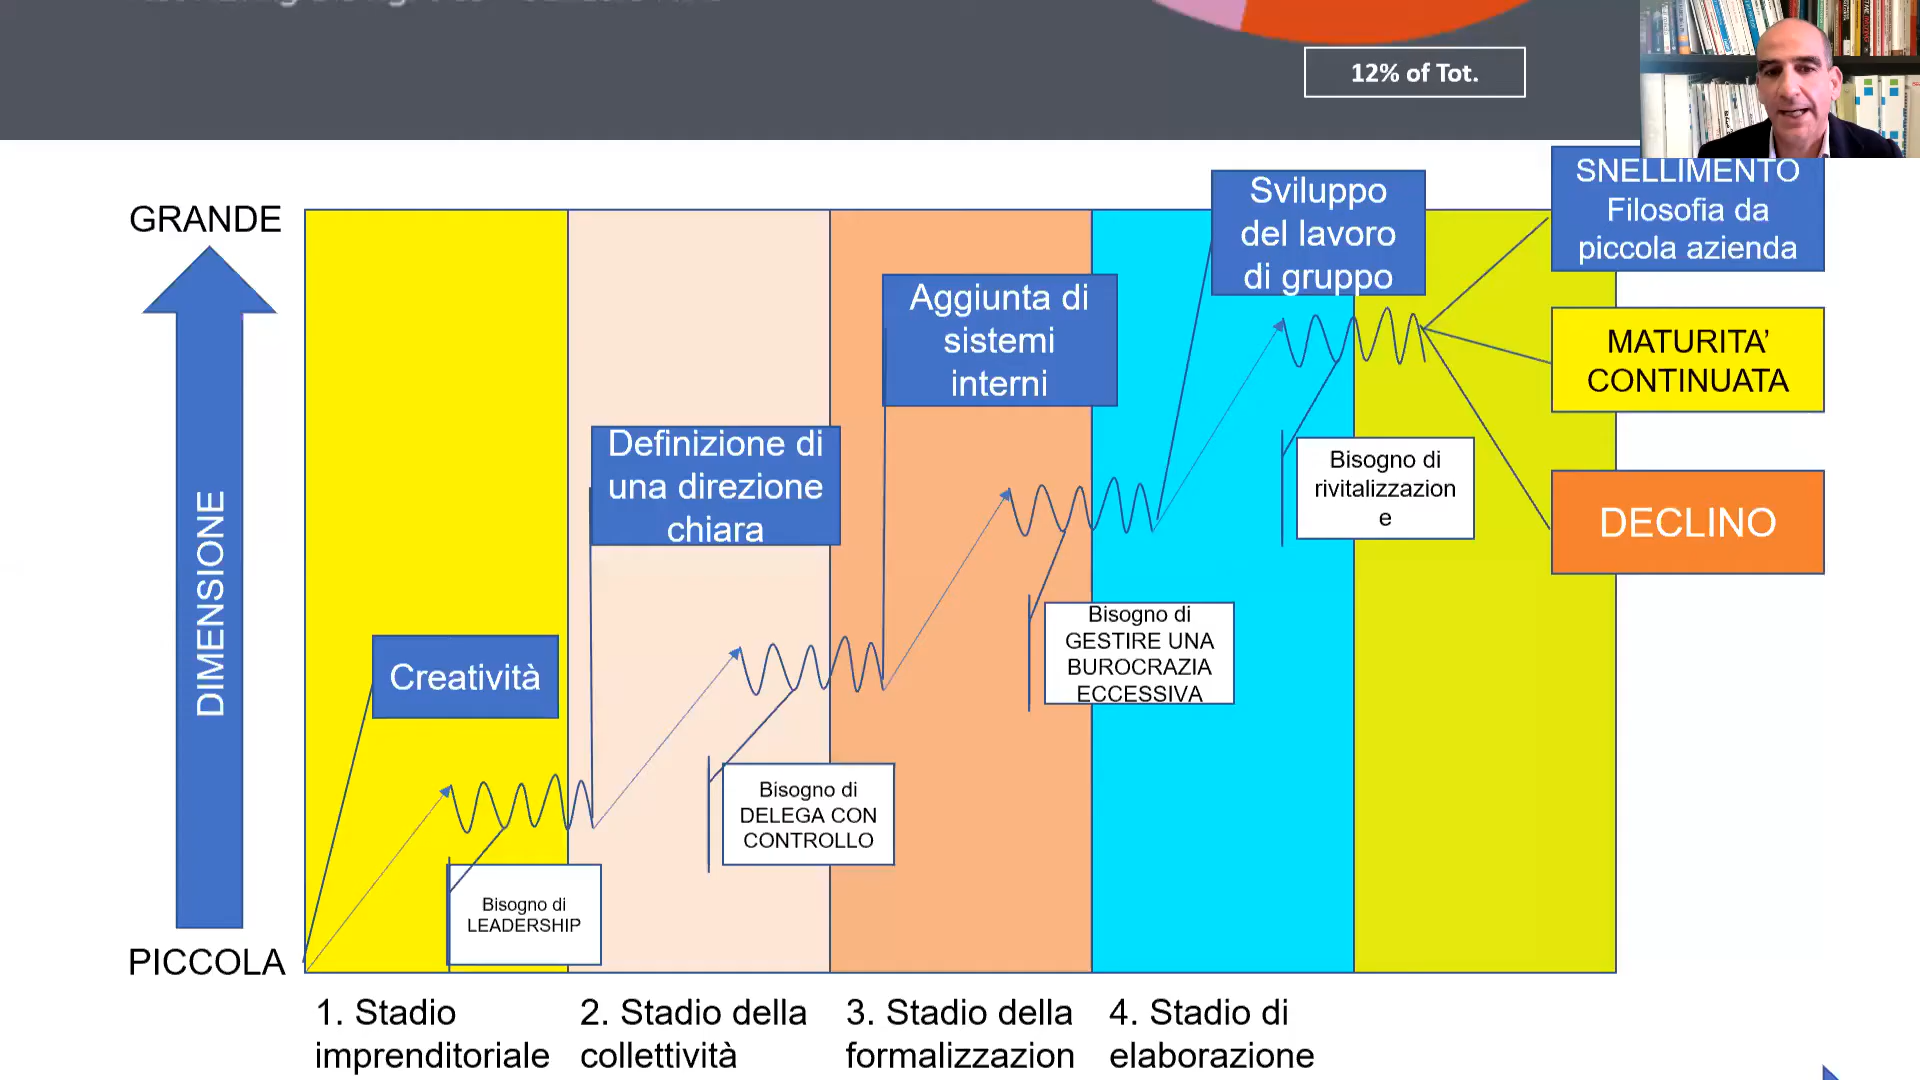 12% of Tot.
SNELLIMENTO
Filosofia da
piccola azienda
Sviluppo
del lavoro
di gruppo
GRANDE
Aggiunta di
sistemi
interni
MATURITA’
CONTINUATA
Definizione di
una direzione
chiara
Bisogno di
rivitalizzazion
e
DECLINO
DIMENSIONE
Bisogno di
GESTIRE UNA
BUROCRAZIA
ECCESSIVA
Creatività
Bisogno di
DELEGA CON
CONTROLLO
Bisogno di
LEADERSHIP
PICCOLA
1. Stadio
imprenditoriale
2. Stadio della
collettività
3. Stadio della
formalizzazion
4. Stadio di
elaborazione